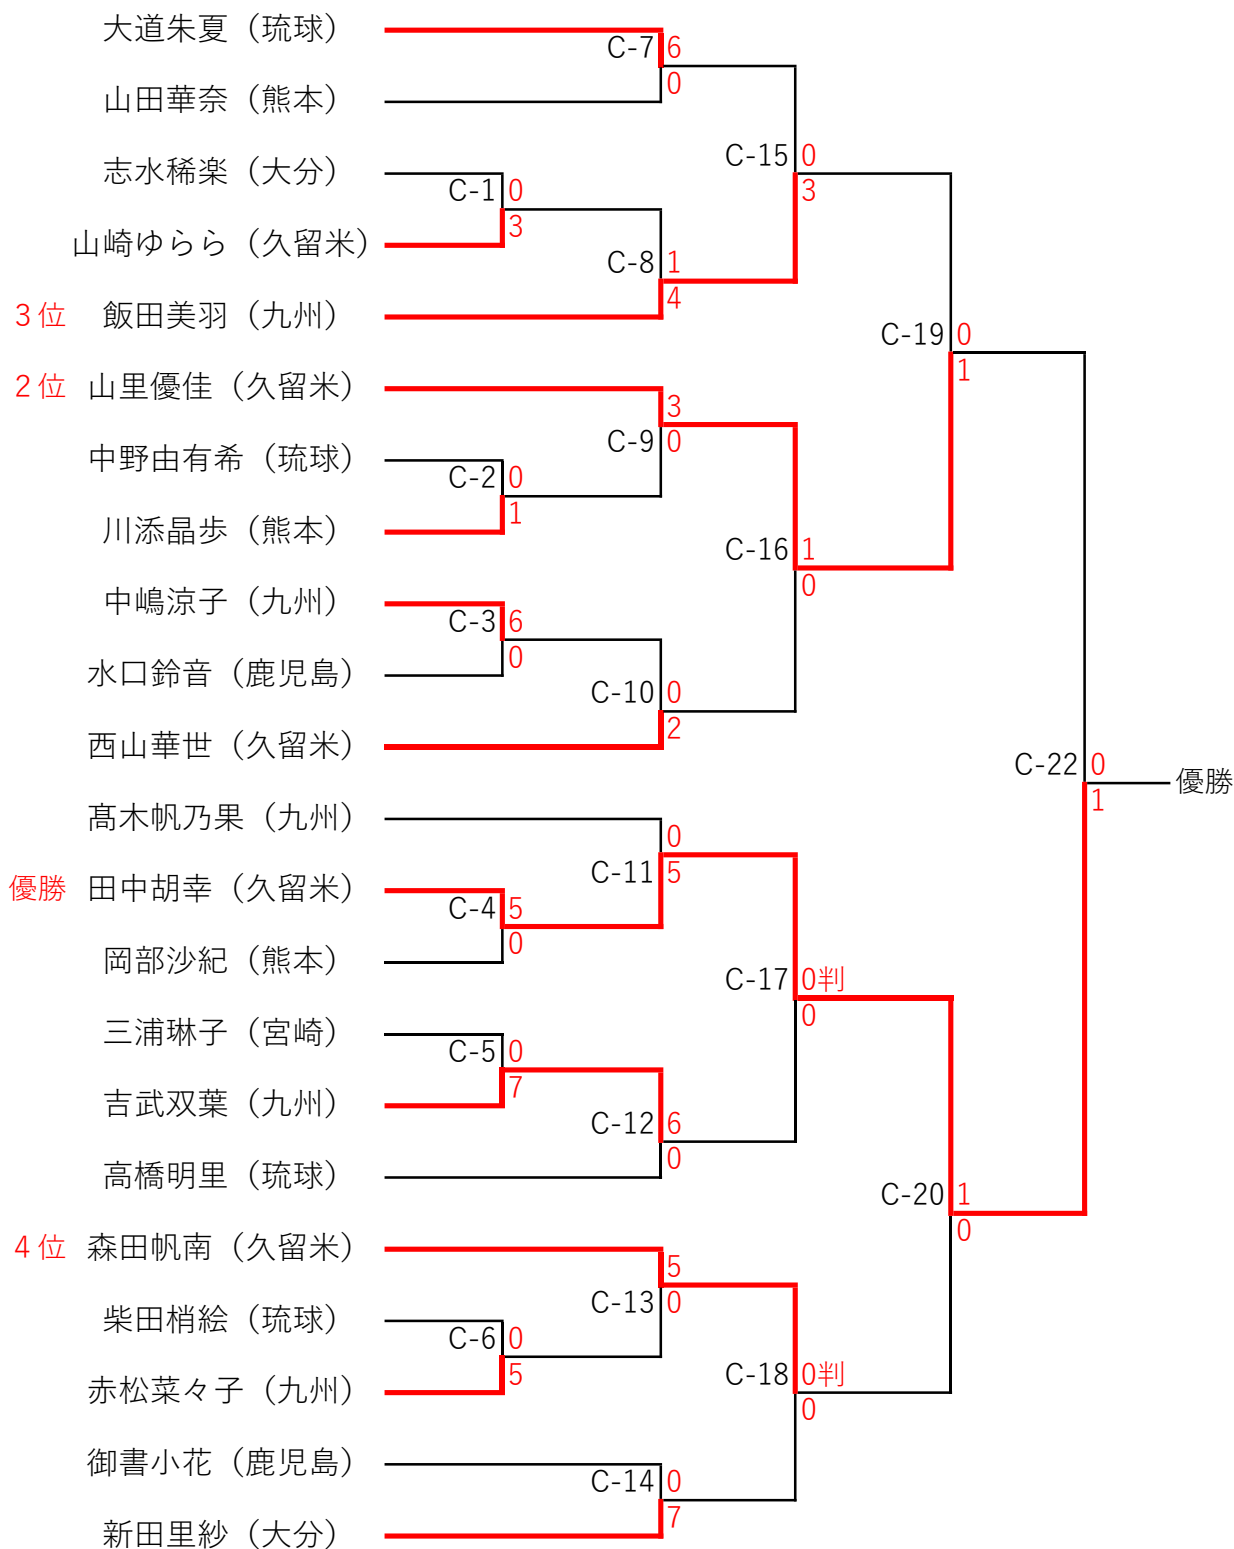 大道朱夏（琉球）
C-7 6
0
山田華奈（熊本）
C-15 0
3
志水稀楽（大分）
C-1 0
3
山崎ゆらら（久留米）
C-8 1
4
3位 飯田美羽（九州）
C-19 0
1
2位 山里優佳（久留米）
3
C-9 0
中野由有希（琉球）
C-2 0
1
川添晶歩（熊本）
C-16 1
0
中嶋涼子（九州）
C-3 6
0
水口鈴音（鹿児島）
C-10 0
2
西山華世（久留米）
C-22 0
1
優勝
髙木帆乃果（九州）
0
C-11 5
優勝 田中胡幸（久留米）
C-4 5
0
岡部沙紀（熊本）
C-17 0判
0
三浦琳子（宮崎）
C-5 0
7
吉武双葉（九州）
C-12 6
0
高橋明里（琉球）
C-20 1
0
4位 森田帆南（久留米）
5
C-13 0
柴田梢絵（琉球）
C-6 0
5
赤松菜々子（九州）
C-18 0判
0
御書小花（鹿児島）
C-14 0
7
新田里紗（大分）